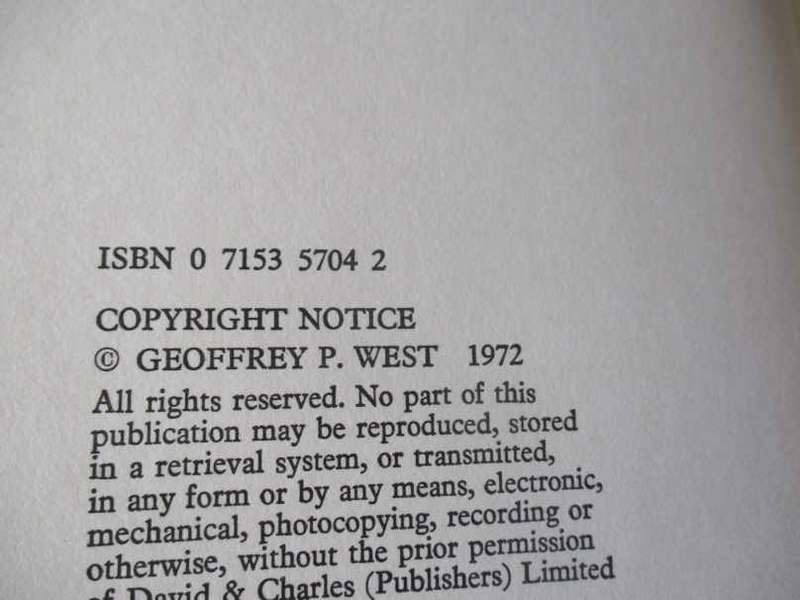 ISBN 0 7153 5704 2
COPYRIGHT NOTICE
© GEOFFREY P. WEST 1972
All rights reserved. No part of this
publication may be reproduced, stored
in a retrieval system, or transmitted,
in any form or by any means, electronic,
mechanical, photocopying, recording or
otherwise, without the prior permission
of David & Charles (Publishers) Limited